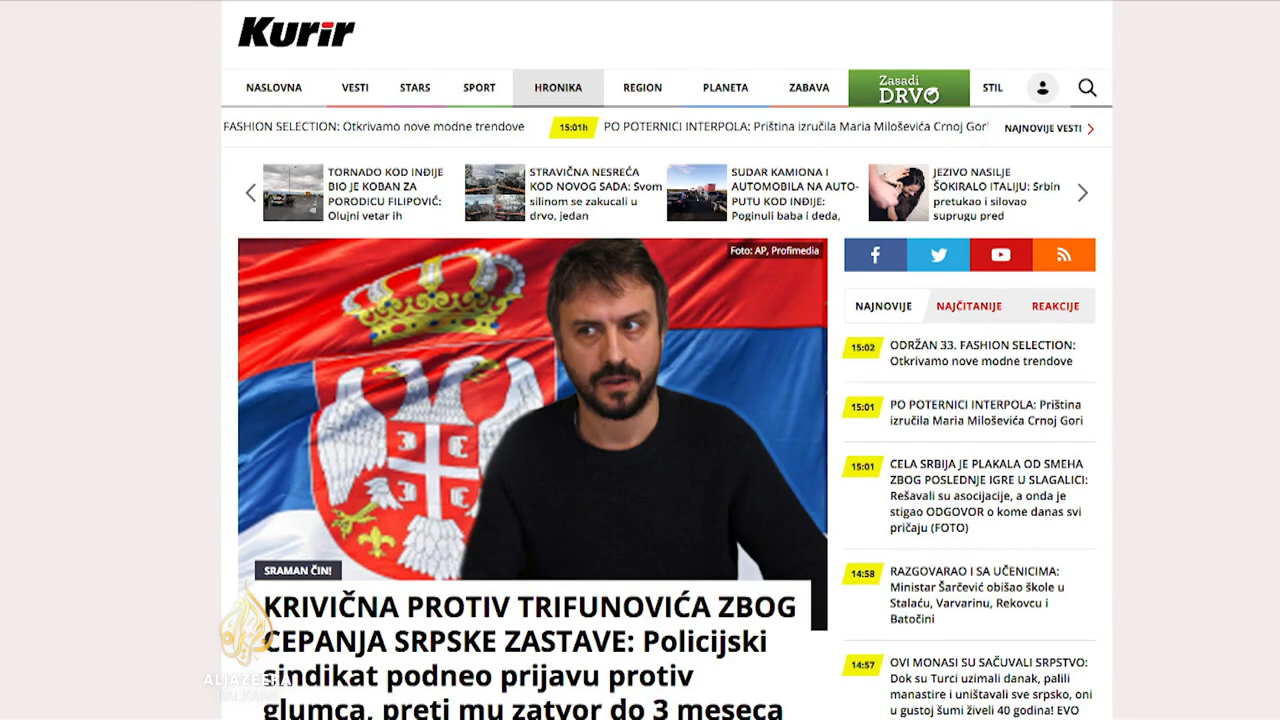 Kurir
NASLOVNA VESTI STARS SPORT HRONIKA REGION PLANETA ZABAVA Zasadi DRVO STIL
FASHION SELECTION: Otkrivamo nove modne trendove 15:01h PO POTERNICI INTERPOLA: Priština izručila Maria Miloševića Crnoj Gori NAJNOVIJE VESTI
TORNADO KOD INĐIJE
BIO JE KOBAN ZA
PORODICU FILIPOVIĆ:
Olujni vetar ih
STRAVIČNA NESREĆA
KOD NOVOG SADA: Svom
silinom se zakucali u
drvo, jedan
SUDAR KAMIONA I
AUTOMOBILA NA AUTO-
PUTU KOD INĐIJE:
Poginuli baba i deda,
JEZIVO NASILJE
ŠOKIRALO ITALIJU: Srbin
pretukao i silovao
suprugu pred
Foto: AP, Profimedia
SRAMAN ČIN!
KRIVIČNA PROTIV TRIFUNOVIĆA ZBOG
CEPANJA SRPSKE ZASTAVE: Policijski
sindikat podneo prijavu protiv
glumca, preti mu zatvor do 3 meseca
ALJAZEERA
BALKANS
NAJNOVIJE NAJČITANIJE REAKCIJE
15:02 ODRŽAN 33. FASHION SELECTION:
Otkrivamo nove modne trendove
15:01 PO POTERNICI INTERPOLA: Priština
izručila Maria Miloševića Crnoj Gori
15:01 CELA SRBIJA JE PLAKALA OD SMEHA
ZBOG POSLEDNJE IGRE U SLAGALICI:
Rešavali su asocijacije, a onda je
stigao ODGOVOR o kome danas svi
pričaju (FOTO)
14:58 RAZGOVARAO I SA UČENICIMA:
Ministar Šarčević obišao škole u
Stalaću, Varvarinu, Rekovcu i
Batočini
14:57 OVI MONASI SU SAČUVALI SRPSTVO:
Dok su Turci uzimali danak, palili
manastire i uništavali sve srpsko, oni
u gustoj šumi živeli 40 godina! EVO